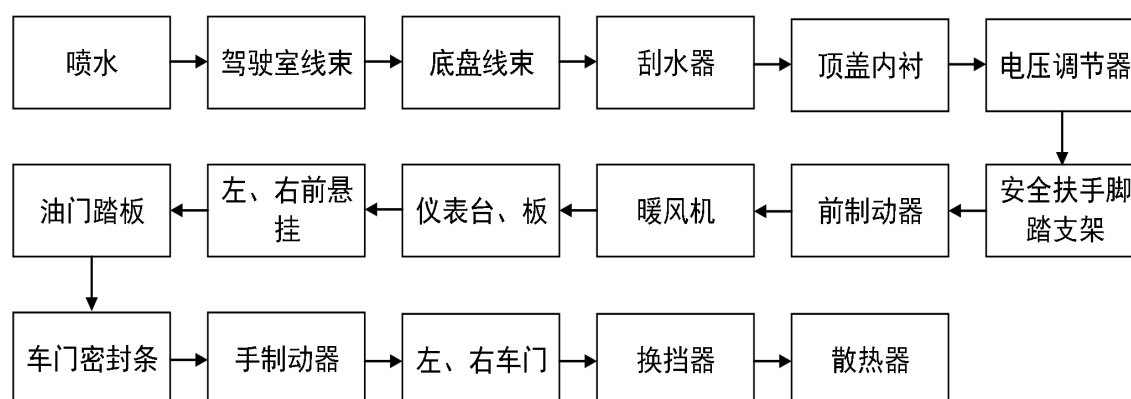 喷水
驾驶室线束
底盘线束
刮水器
顶盖内衬
电压调节器
安全扶手脚
踏支架
前制动器
暖风机
仪表台、板
左、右前悬
挂
油门踏板
车门密封条
手制动器
左、右车门
换挡器
散热器